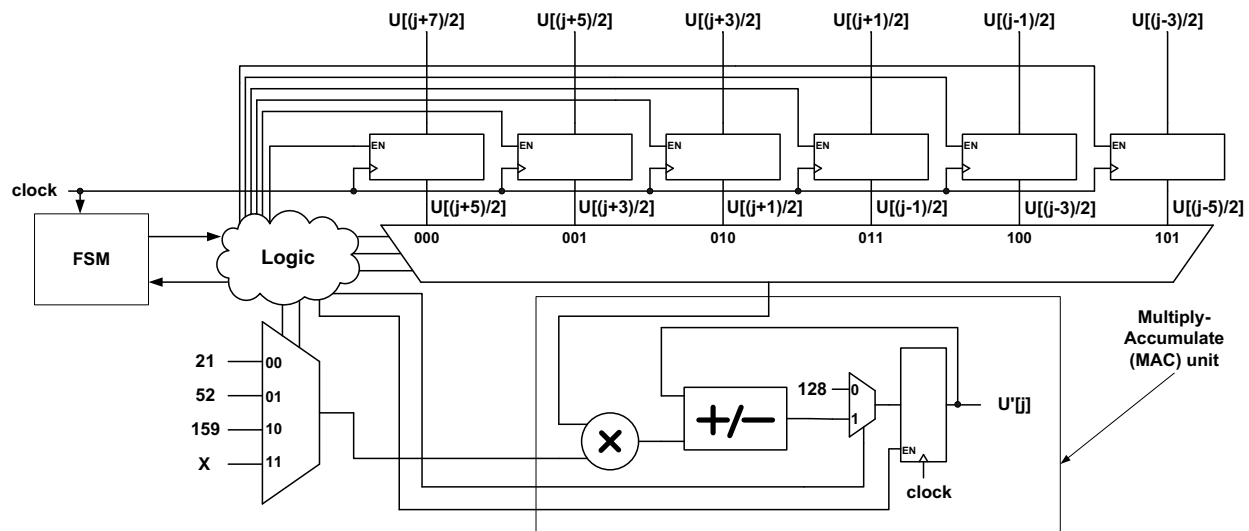 U[(j+7)/2] U[(j+5)/2] U[(j+3)/2] U[(j+1)/2] U[(j-1)/2] U[(j-3)/2]
EN EN EN EN EN EN
clock
U[(j+5)/2] U[(j+3)/2] U[(j+1)/2] U[(j-1)/2] U[(j-3)/2] U[(j-5)/2]
000 001 010 011 100 101
FSM
Logic
Multiply-
Accumulate
(MAC) unit
21 00
52 01
159 10
X 11
128 0
1
+/−
×
EN
U'[j]
clock